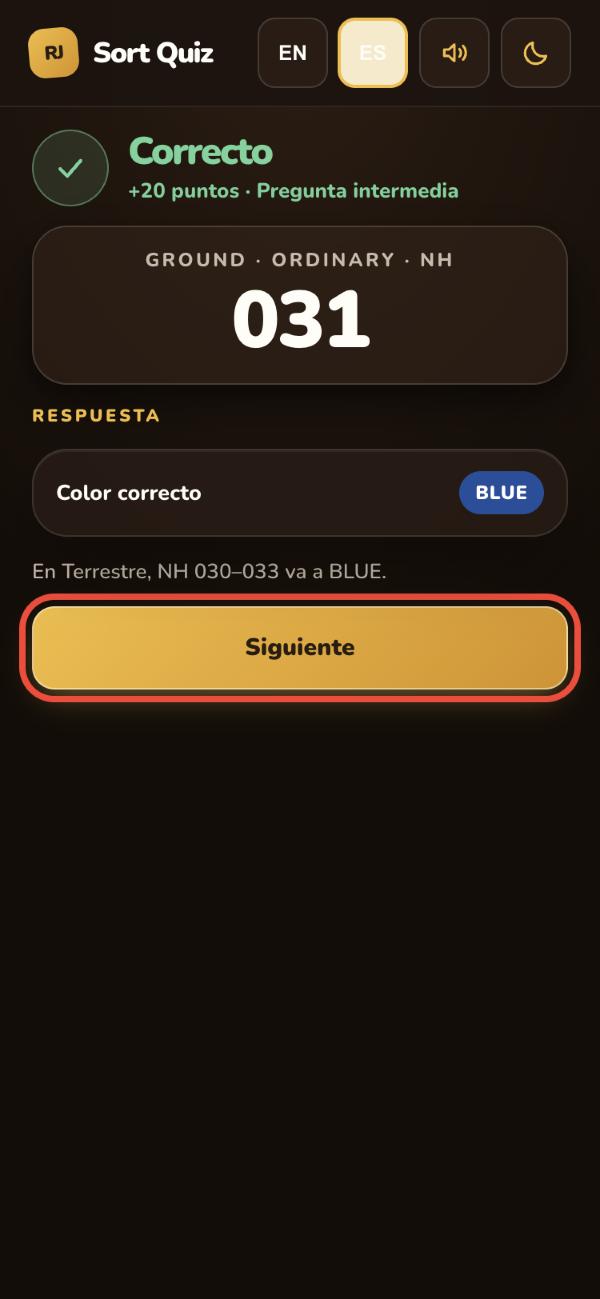 RJ
Sort Quiz
EN
ES
Correcto
+20 puntos · Pregunta intermedia
GROUND · ORDINARY · NH
031
RESPUESTA
Color correcto
BLUE
En Terrestre, NH 030–033 va a BLUE.
Siguiente